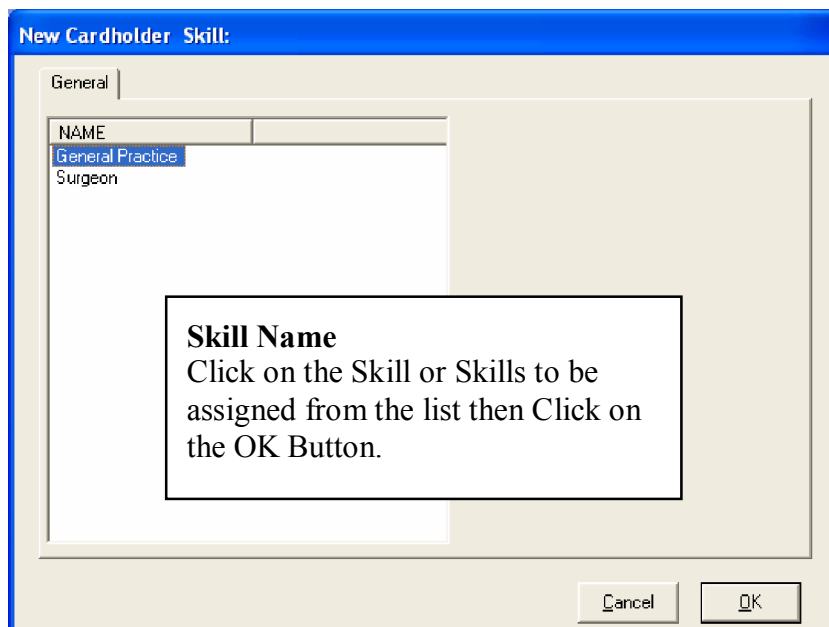 New Cardholder Skill:
General
NAME
General Practice
Surgeon
Skill Name
Click on the Skill or Skills to be
assigned from the list then Click on
the OK Button.
Cancel OK